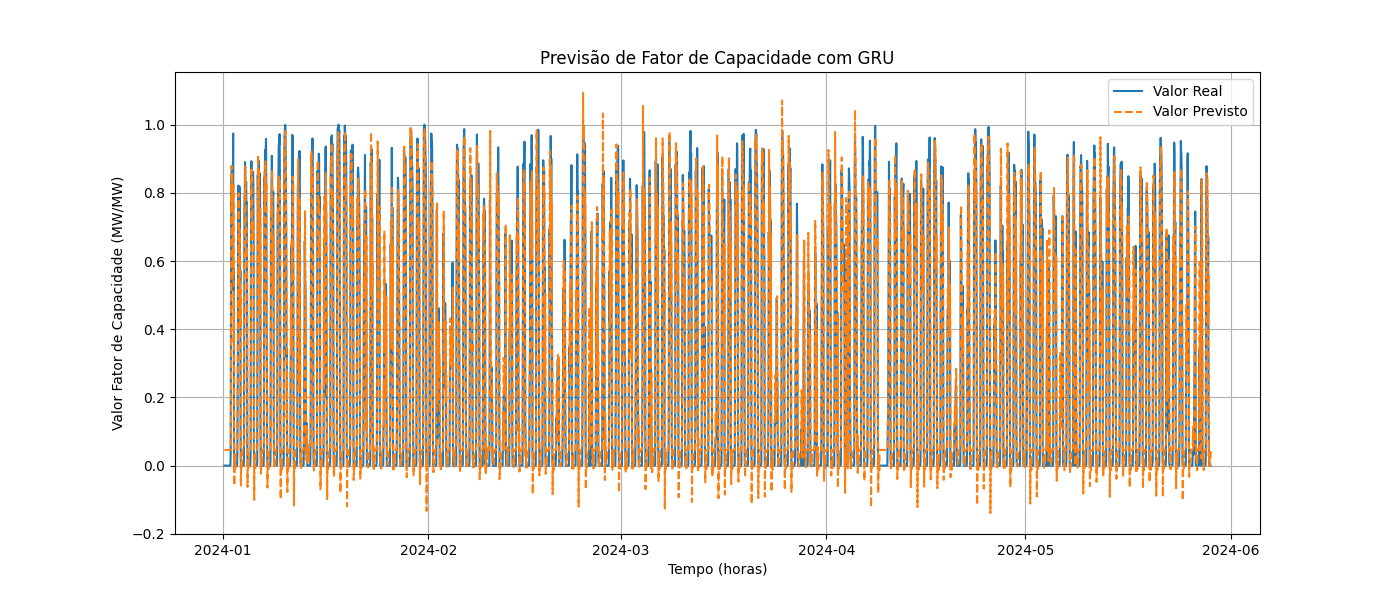 Previsão de Fator de Capacidade com GRU
Valor Real
Valor Previsto
Valor Fator de Capacidade (MW/MW)
1.0
0.8
0.6
0.4
0.2
0.0
−0.2
2024-01
2024-02
2024-03
2024-04
2024-05
2024-06
Tempo (horas)